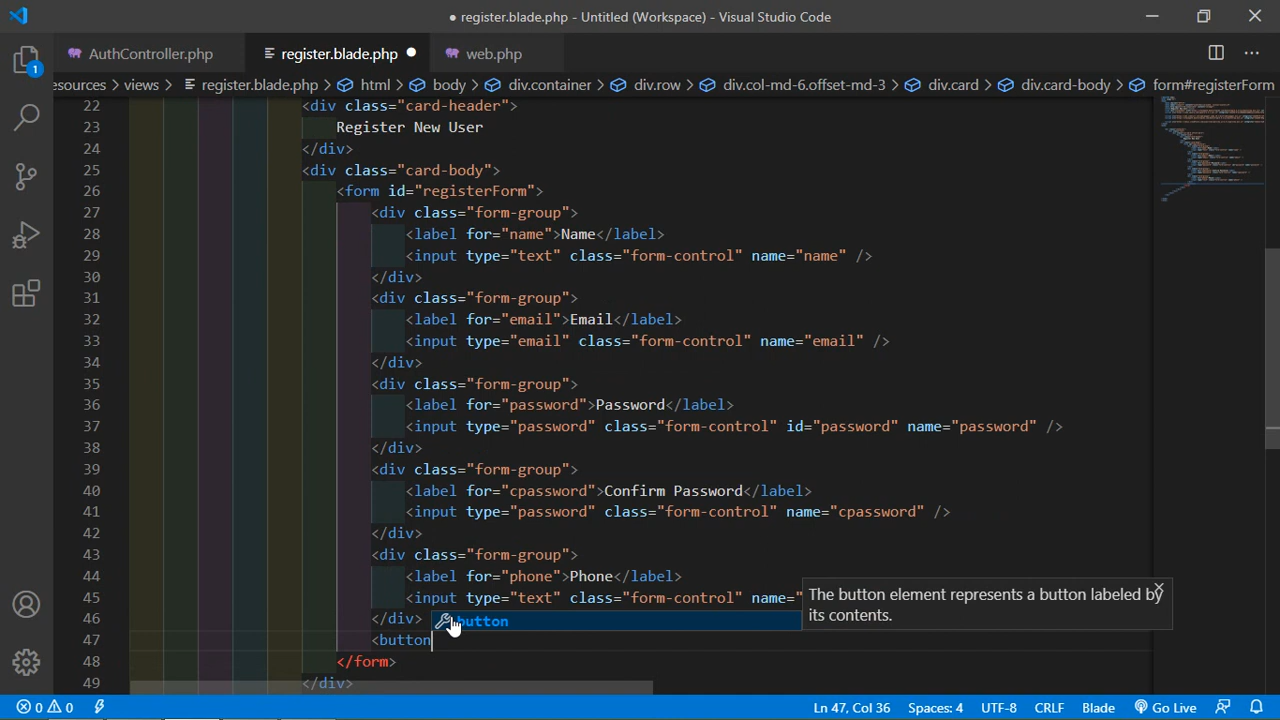 ● register.blade.php - Untitled (Workspace) - Visual Studio Code
AuthController.php register.blade.php ● web.php
esources > views > register.blade.php > html > body > div.container > div.row > div.col-md-6.offset-md-3 > div.card > div.card-body > form#registerForm
22 <div class="card-header">
23 Register New User
24 </div>
25 <div class="card-body">
26 <form id="registerForm">
27 <div class="form-group">
28 <label for="name">Name</label>
29 <input type="text" class="form-control" name="name" />
30 </div>
31 <div class="form-group">
32 <label for="email">Email</label>
33 <input type="email" class="form-control" name="email" />
34 </div>
35 <div class="form-group">
36 <label for="password">Password</label>
37 <input type="password" class="form-control" id="password" name="password" />
38 </div>
39 <div class="form-group">
40 <label for="cpassword">Confirm Password</label>
41 <input type="password" class="form-control" name="cpassword" />
42 </div>
43 <div class="form-group">
44 <label for="phone">Phone</label>
45 <input type="text" class="form-control" name="
46 </div>
47 <button
48 </form>
49 </div>
button
The button element represents a button labeled by
its contents.
1
0 0 Ln 47, Col 36 Spaces: 4 UTF-8 CRLF Blade Go Live